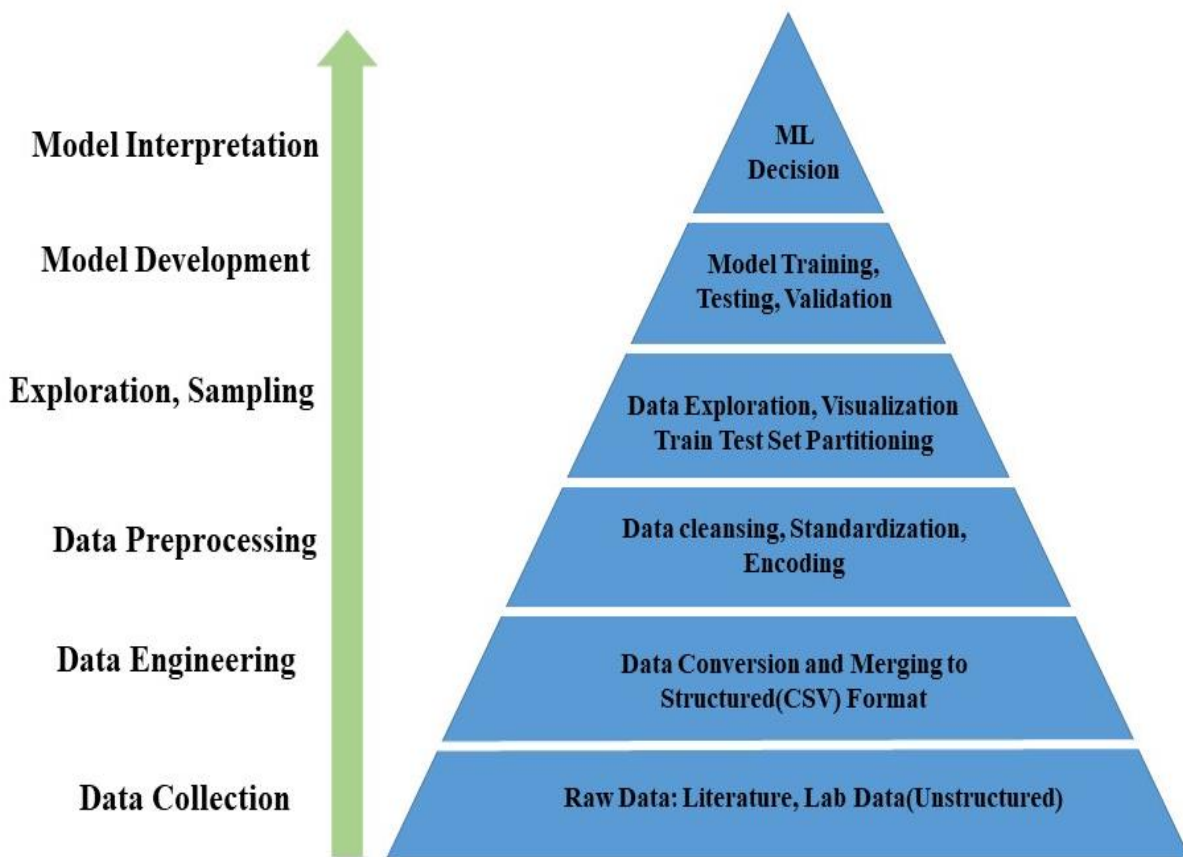 Model Interpretation
ML
Decision
Model Development
Model Training,
Testing, Validation
Exploration, Sampling
Data Exploration, Visualization
Train Test Set Partitioning
Data Preprocessing
Data cleansing, Standardization,
Encoding
Data Engineering
Data Conversion and Merging to
Structured(CSV) Format
Data Collection
Raw Data: Literature, Lab Data(Unstructured)